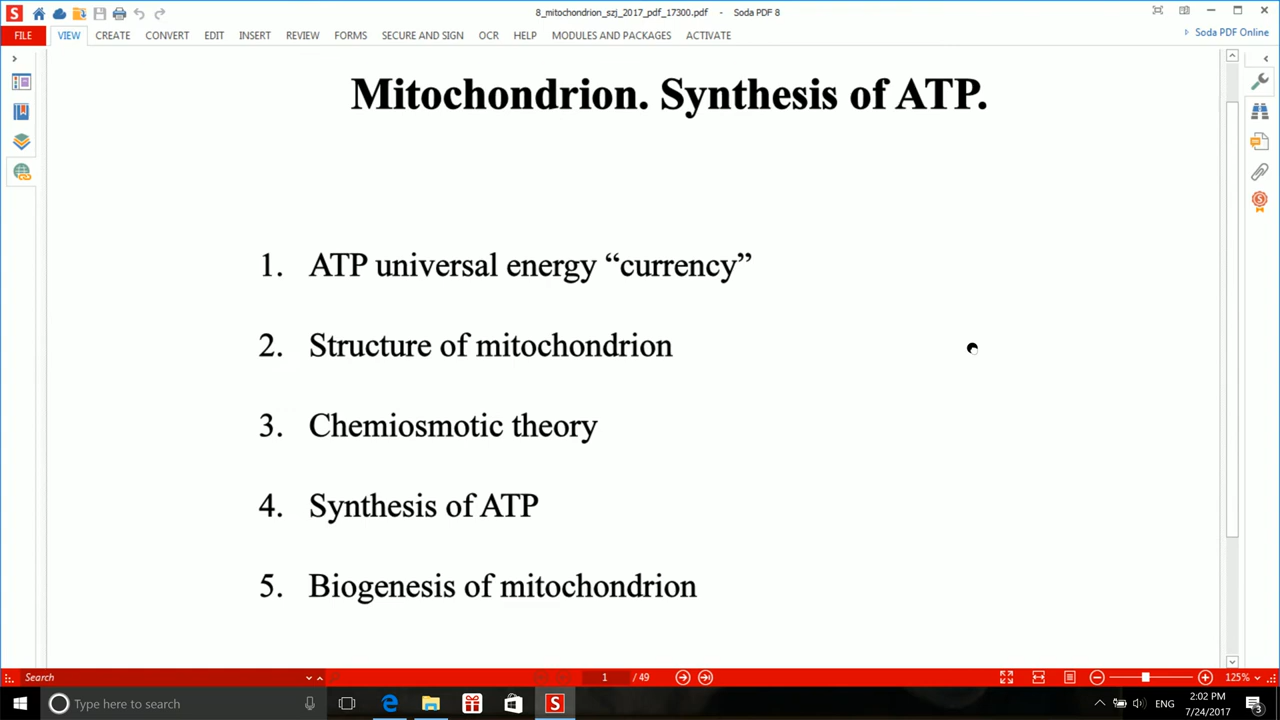 8_mitochondrion_szj_2017_pdf_17300.pdf - Soda PDF 8
FILE VIEW CREATE CONVERT EDIT INSERT REVIEW FORMS SECURE AND SIGN OCR HELP MODULES AND PACKAGES ACTIVATE Soda PDF Online
Mitochondrion. Synthesis of ATP.
1. ATP universal energy “currency”
2. Structure of mitochondrion
3. Chemiosmotic theory
4. Synthesis of ATP
5. Biogenesis of mitochondrion
Search 1 / 49 125%
Type here to search ENG 2:02 PM
7/24/2017 3